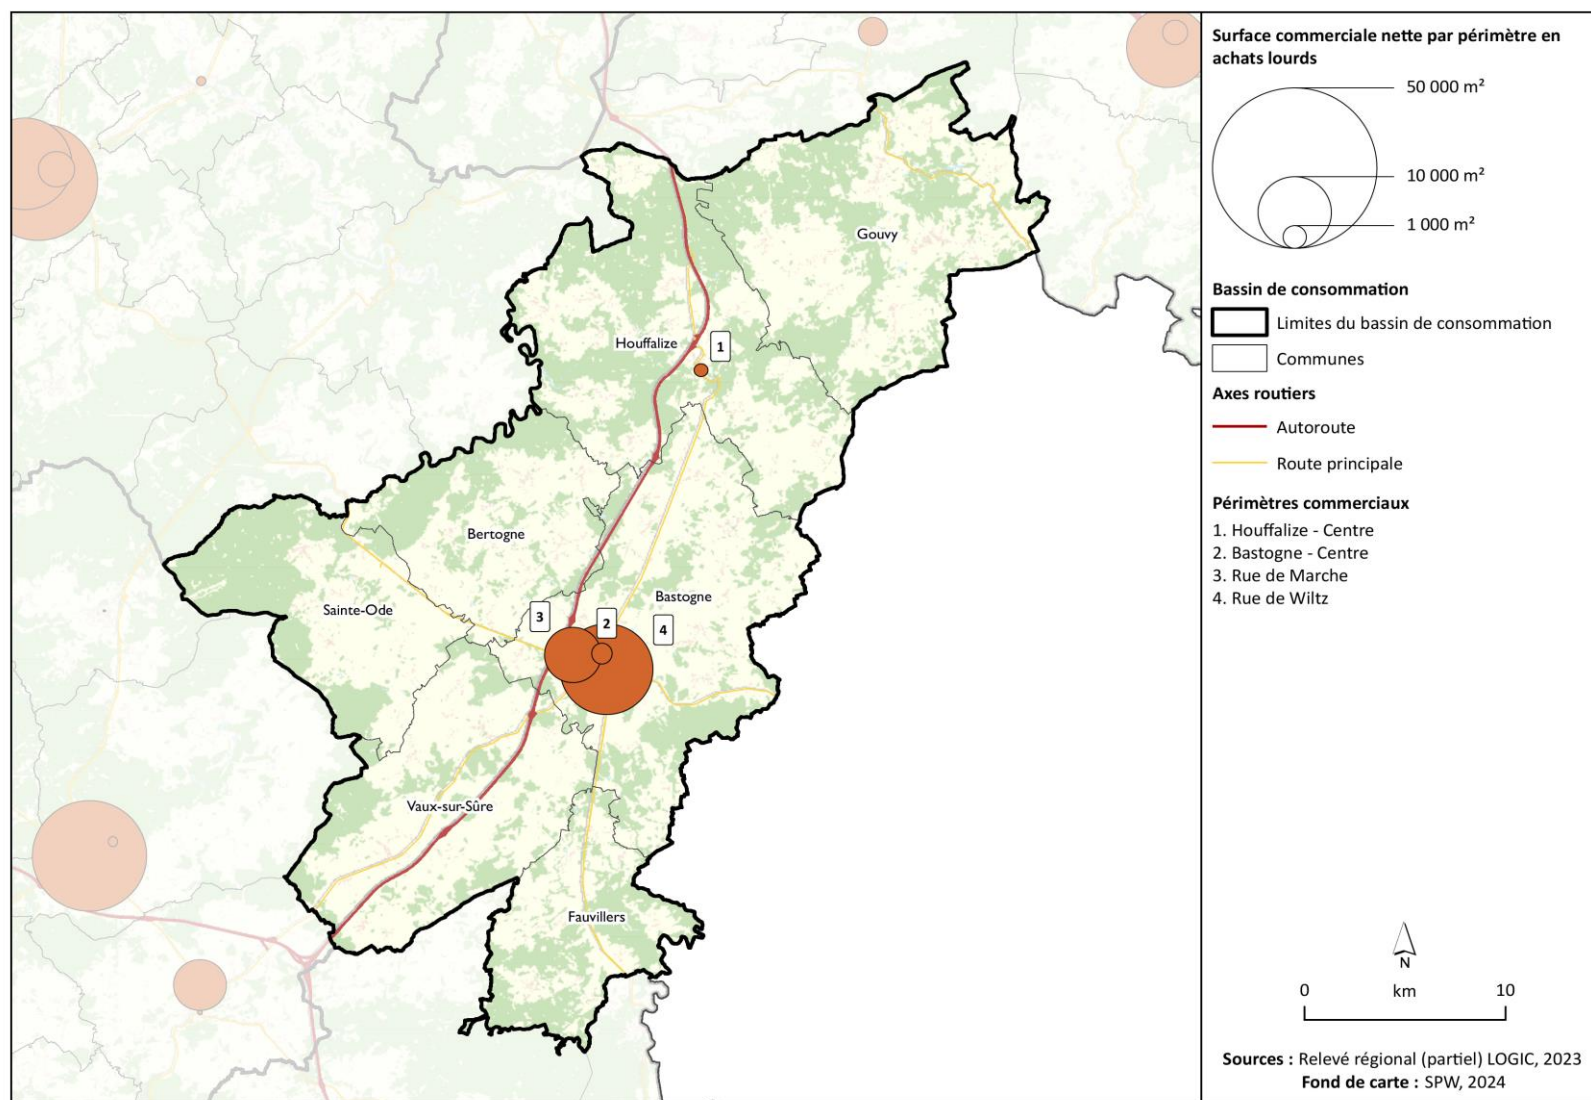 Surface commerciale nette par périmètre en
achats lourds
50 000 m²
10 000 m²
1 000 m²
Bassin de consommation
Limites du bassin de consommation
Communes
Axes routiers
Autoroute
Route principale
Périmètres commerciaux
1. Houffalize - Centre
2. Bastogne - Centre
3. Rue de Marche
4. Rue de Wiltz
Gouvy
Houffalize
1
Bertogne
Bastogne
Sainte-Ode
3
2
4
Vaux-sur-Sûre
Fauvillers
N
0 km 10
Sources : Relevé régional (partiel) LOGIC, 2023
Fond de carte : SPW, 2024